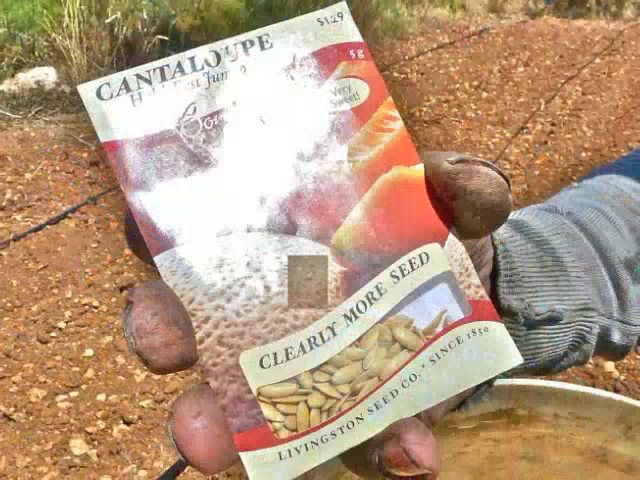 $1.29
CANTALOUPE
5 g
Very
Sweet!
CLEARLY MORE SEED
LIVINGSTON SEED CO. * SINCE 1850